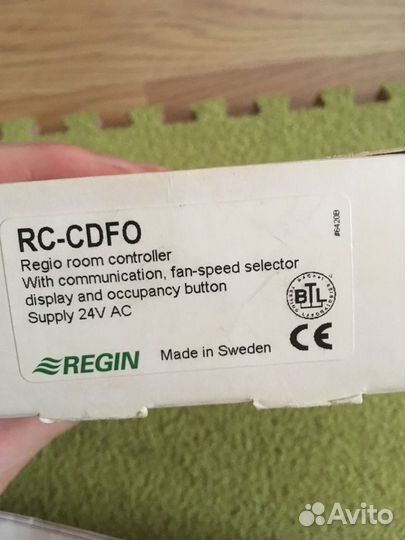 RC-CDFO
Regio room controller
With communication, fan-speed selector
display and occupancy button
Supply 24V AC
REGIN
Made in Sweden
#6420B
BTL
CE
Avito